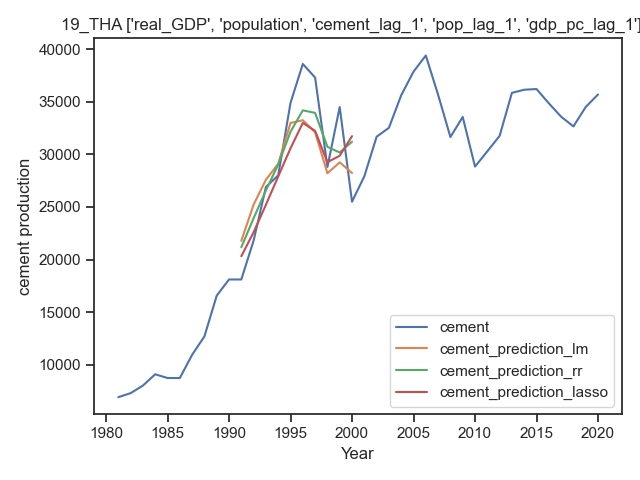 19_THA ['real_GDP', 'population', 'cement_lag_1', 'pop_lag_1', 'gdp_pc_lag_1']
40000
35000
30000
25000
20000
15000
10000
cement production
cement
cement_prediction_lm
cement_prediction_rr
cement_prediction_lasso
1980 1985 1990 1995 2000 2005 2010 2015 2020
Year